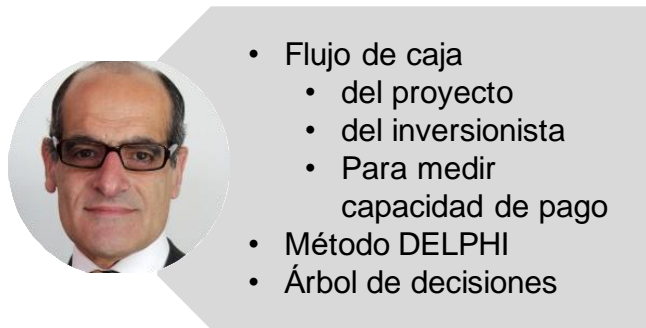 • Flujo de caja
• del proyecto
• del inversionista
• Para medir
capacidad de pago
• Método DELPHI
• Árbol de decisiones